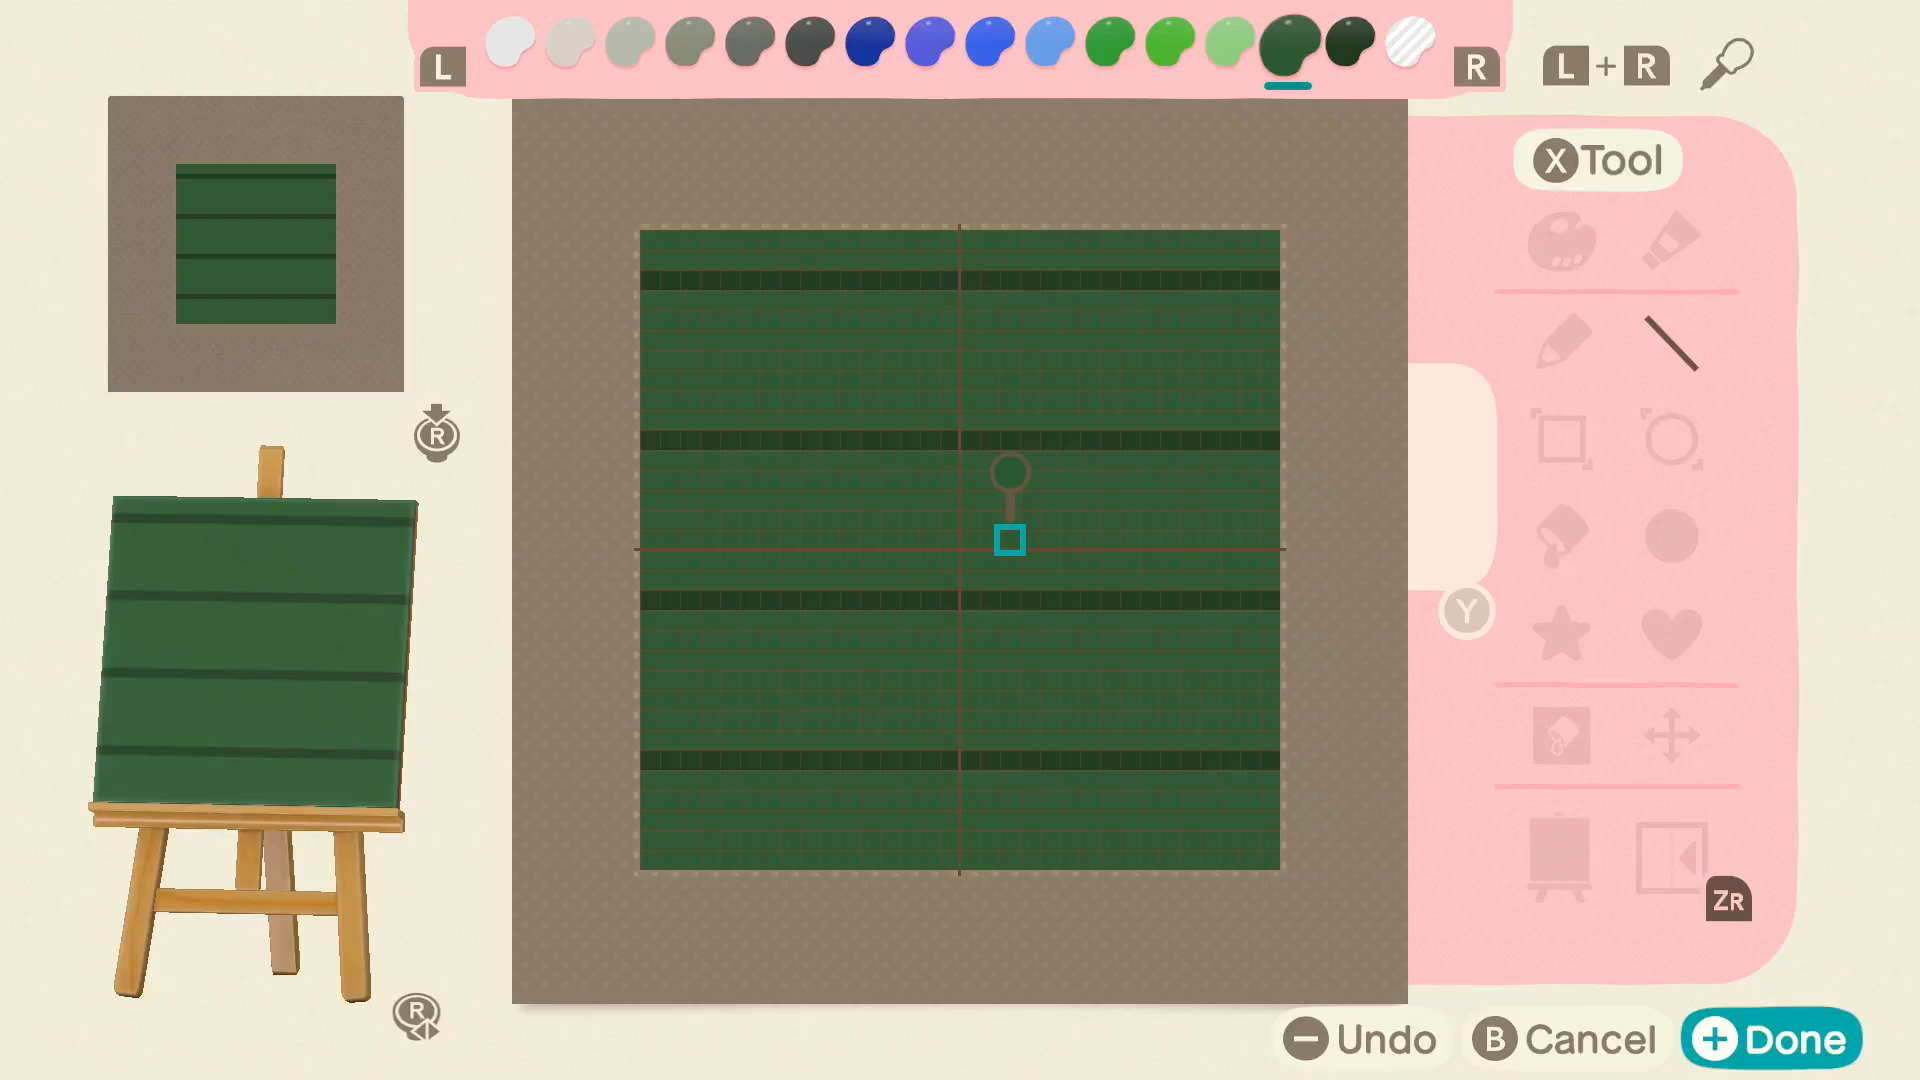 L
R
L + R
X Tool
R
Y
ZR
R
− Undo
B Cancel
+ Done